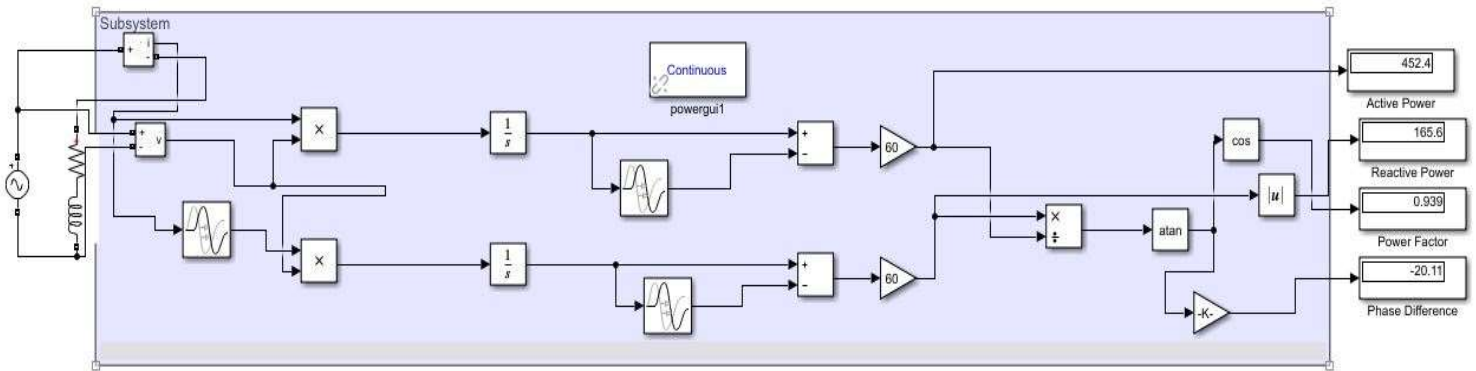 Subsystem
i
+
-
Continuous
powergui1
452.4
Active Power
+
-
v
×
1
s
+
-
60
cos
165.6
Reactive Power
|u|
0.939
Power Factor
×
÷
atan
×
1
s
+
-
60
-20.11
Phase Difference
-K-